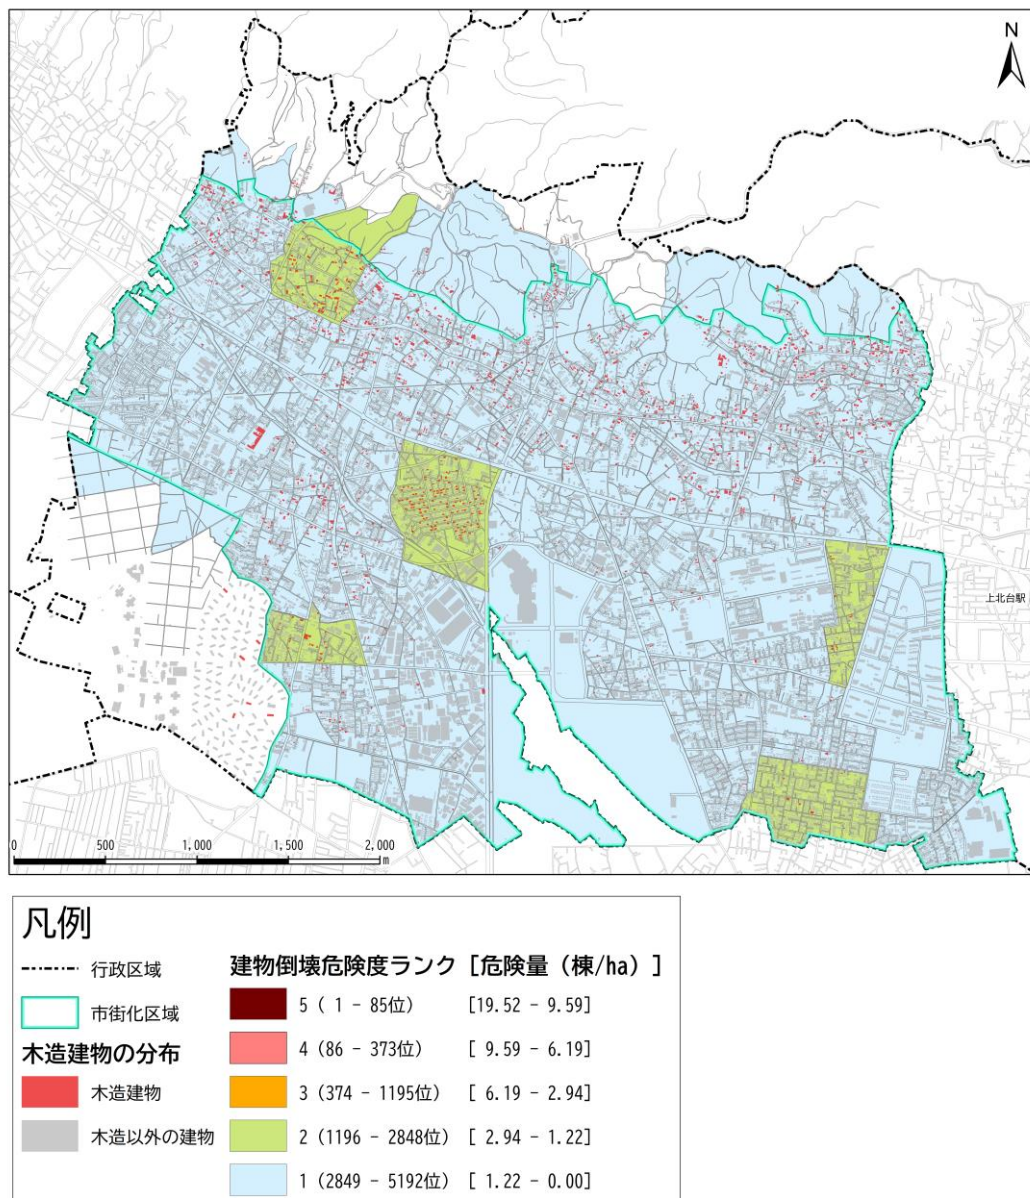 N
上北台駅
0 500 1,000 1,500 2,000
m
凡例
行政区域
市街化区域
木造建物の分布
木造建物
木造以外の建物
建物倒壊危険度ランク [危険量(棟/ha)]
5 ( 1 - 85位) [19.52 - 9.59]
4 (86 - 373位) [ 9.59 - 6.19]
3 (374 - 1195位) [ 6.19 - 2.94]
2 (1196 - 2848位) [ 2.94 - 1.22]
1 (2849 - 5192位) [ 1.22 - 0.00]